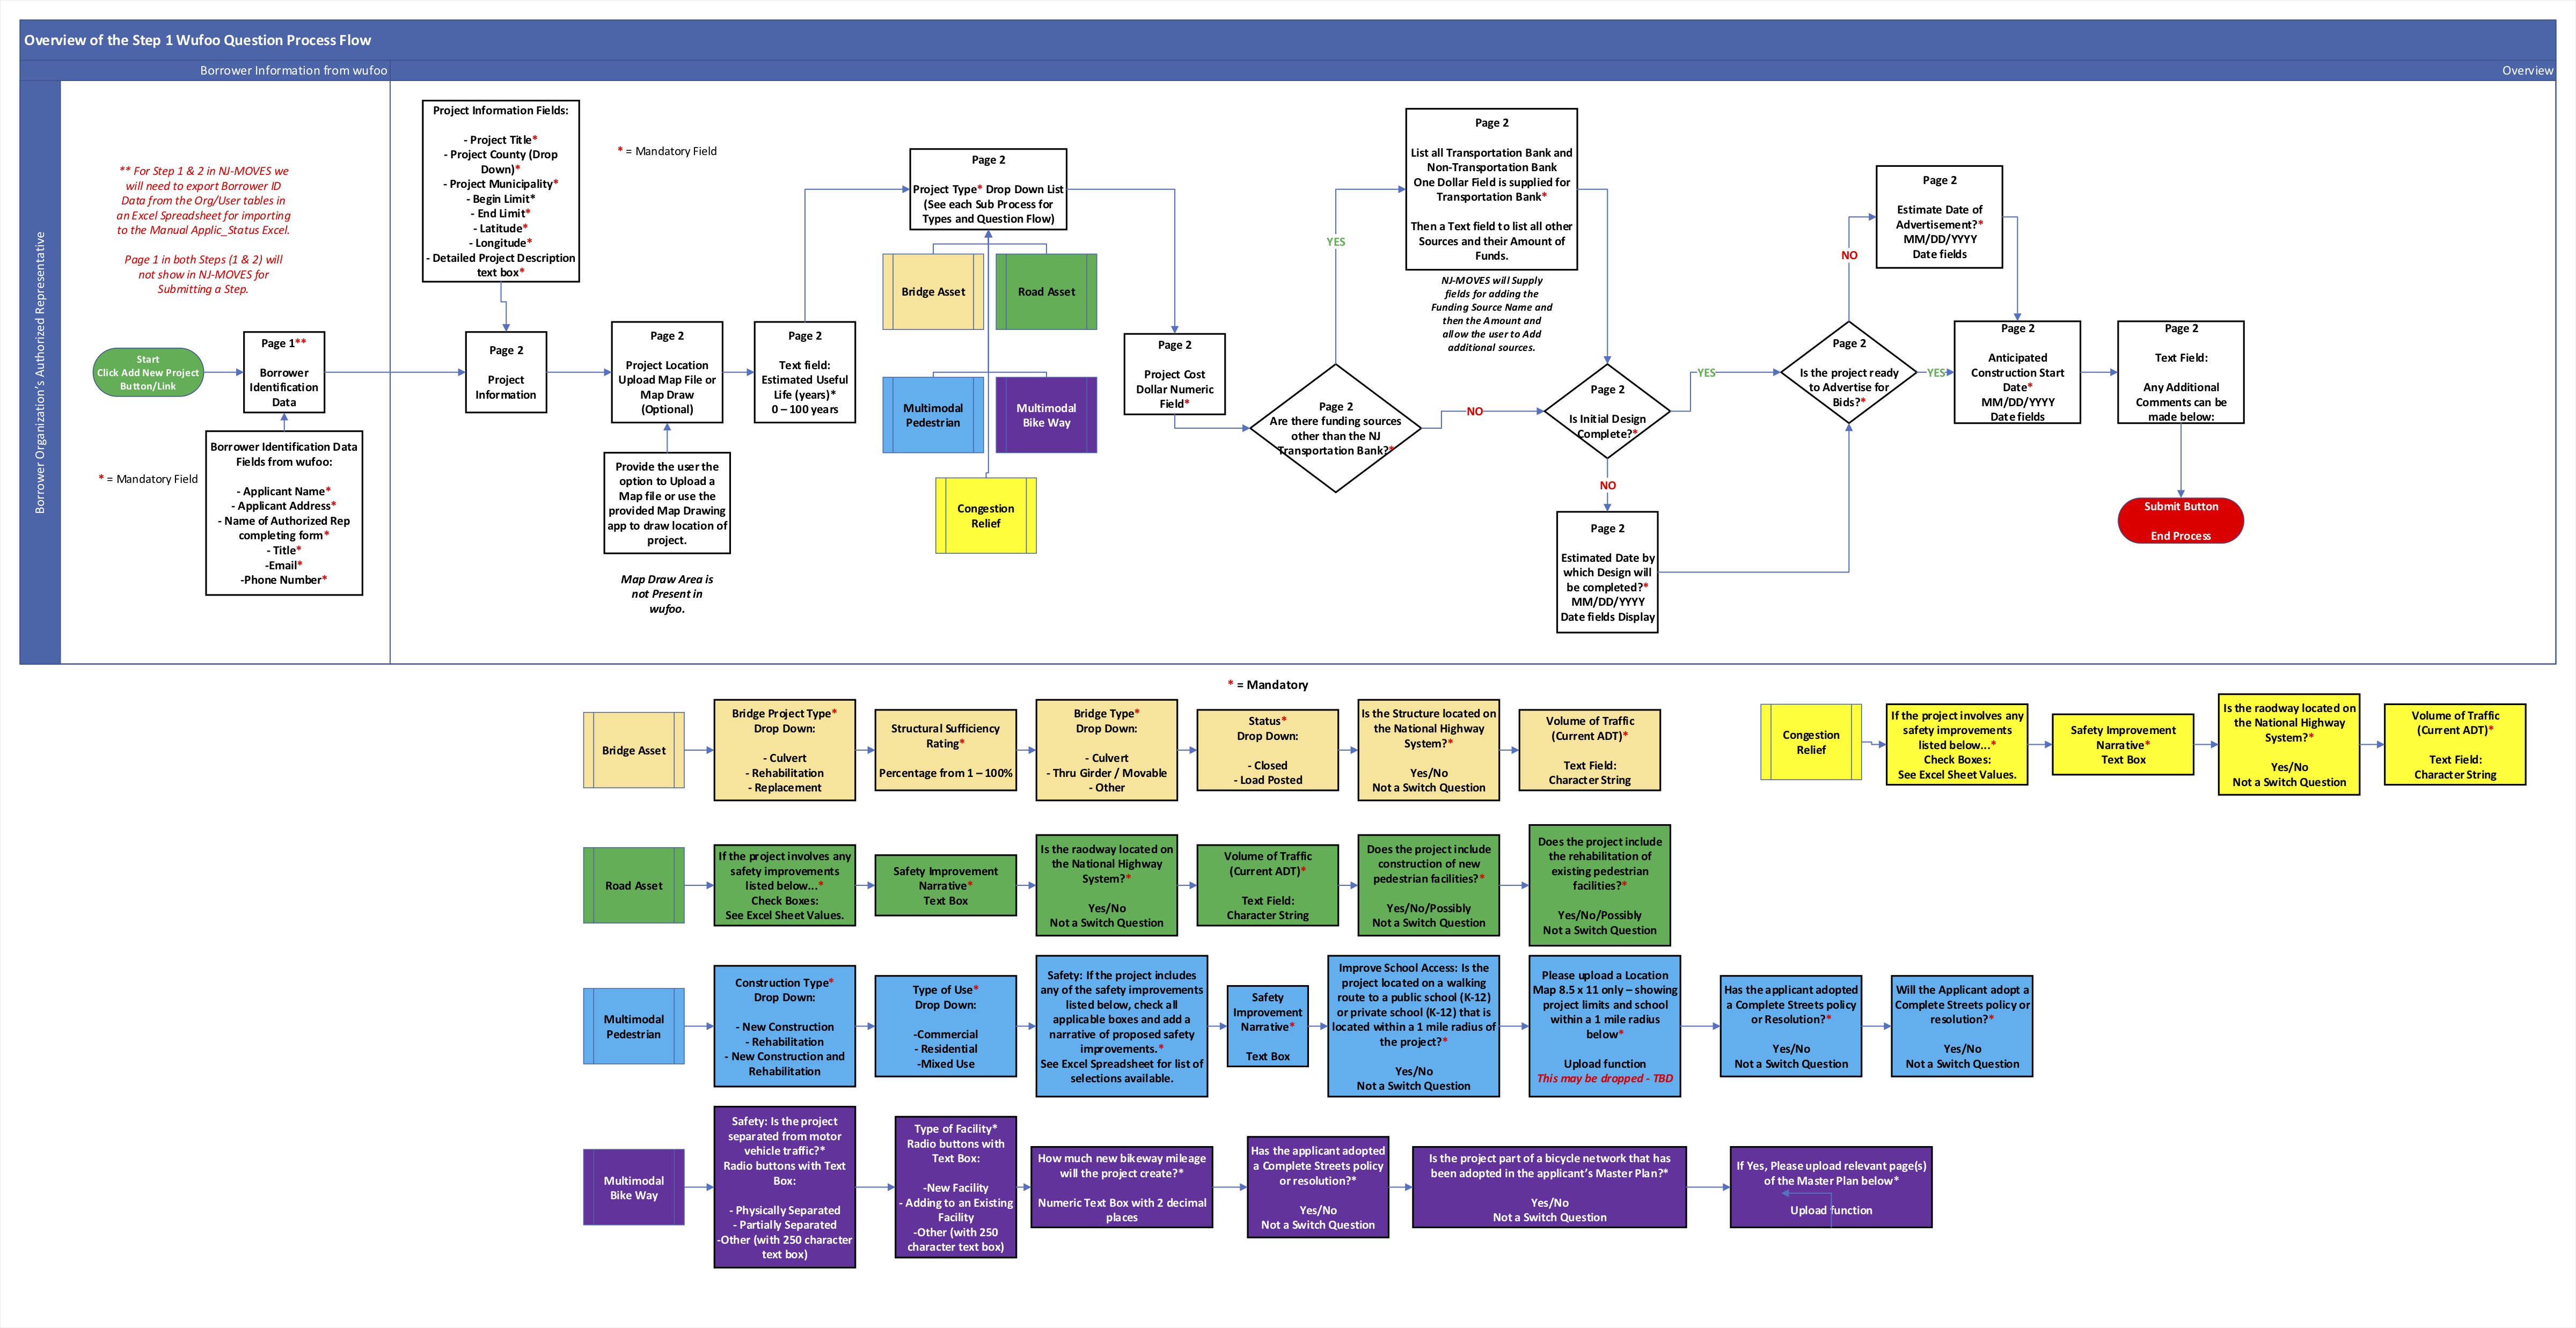 Overview of the Step 1 Wufoo Question Process Flow
Borrower Information from wufoo
Overview
Borrower Organization's Authorized Representative
** For Step 1 & 2 in NJ-MOVES we
will need to export Borrower ID
Data from the Org/User tables in
an Excel Spreadsheet for importing
to the Manual Applic_Status Excel.
Page 1 in both Steps (1 & 2) will
not show in NJ-MOVES for
Submitting a Step.
Start
Click Add New Project
Button/Link
Page 1**
Borrower
Identification
Data
* = Mandatory Field
Borrower Identification Data
Fields from wufoo:
- Applicant Name*
- Applicant Address*
- Name of Authorized Rep
completing form*
- Title*
-Email*
-Phone Number*
Project Information Fields:
- Project Title*
- Project County (Drop
Down)*
- Project Municipality*
- Begin Limit*
- End Limit*
- Latitude*
- Longitude*
- Detailed Project Description
text box*
* = Mandatory Field
Page 2
Project
Information
Page 2
Project Location
Upload Map File or
Map Draw
(Optional)
Provide the user the
option to Upload a
Map file or use the
provided Map Drawing
app to draw location of
project.
Map Draw Area is
not Present in
wufoo.
Page 2
Text field:
Estimated Useful
Life (years)*
0 – 100 years
Page 2
Project Type* Drop Down List
(See each Sub Process for
Types and Question Flow)
Bridge Asset
Road Asset
Multimodal
Pedestrian
Multimodal
Bike Way
Congestion
Relief
Page 2
Project Cost
Dollar Numeric
Field*
Page 2
Are there funding sources
other than the NJ
Transportation Bank?*
YES
NO
Page 2
List all Transportation Bank and
Non-Transportation Bank
One Dollar Field is supplied for
Transportation Bank*
Then a Text field to list all other
Sources and their Amount of
Funds.
NJ-MOVES will Supply
fields for adding the
Funding Source Name and
then the Amount and
allow the user to Add
additional sources.
Page 2
Is Initial Design
Complete?*
YES
NO
Page 2
Estimated Date by
which Design will
be completed?*
MM/DD/YYYY
Date fields Display
Page 2
Is the project ready
to Advertise for
Bids?*
NO
YES
Page 2
Estimate Date of
Advertisement?*
MM/DD/YYYY
Date fields
Page 2
Anticipated
Construction Start
Date*
MM/DD/YYYY
Date fields
Page 2
Text Field:
Any Additional
Comments can be
made below:
Submit Button
End Process
* = Mandatory
Bridge Asset
Bridge Project Type*
Drop Down:
- Culvert
- Rehabilitation
- Replacement
Structural Sufficiency
Rating*
Percentage from 1 – 100%
Bridge Type*
Drop Down:
- Culvert
- Thru Girder / Movable
- Other
Status*
Drop Down:
- Closed
- Load Posted
Is the Structure located on
the National Highway
System?*
Yes/No
Not a Switch Question
Volume of Traffic
(Current ADT)*
Text Field:
Character String
Congestion
Relief
If the project involves any
safety improvements
listed below...*
Check Boxes:
See Excel Sheet Values.
Safety Improvement
Narrative*
Text Box
Is the raodway located on
the National Highway
System?*
Yes/No
Not a Switch Question
Volume of Traffic
(Current ADT)*
Text Field:
Character String
Road Asset
If the project involves any
safety improvements
listed below...*
Check Boxes:
See Excel Sheet Values.
Safety Improvement
Narrative*
Text Box
Is the raodway located on
the National Highway
System?*
Yes/No
Not a Switch Question
Volume of Traffic
(Current ADT)*
Text Field:
Character String
Does the project include
construction of new
pedestrian facilities?*
Yes/No/Possibly
Not a Switch Question
Does the project include
the rehabilitation of
existing pedestrian
facilities?*
Yes/No/Possibly
Not a Switch Question
Multimodal
Pedestrian
Construction Type*
Drop Down:
- New Construction
- Rehabilitation
- New Construction and
Rehabilitation
Type of Use*
Drop Down:
-Commercial
- Residential
-Mixed Use
Safety: If the project includes
any of the safety improvements
listed below, check all
applicable boxes and add a
narrative of proposed safety
improvements.*
See Excel Spreadsheet for list of
selections available.
Safety
Improvement
Narrative*
Text Box
Improve School Access: Is the
project located on a walking
route to a public school (K-12)
or private school (K-12) that is
located within a 1 mile radius of
the project?*
Yes/No
Not a Switch Question
Please upload a Location
Map 8.5 x 11 only – showing
project limits and school
within a 1 mile radius
below*
Upload function
This may be dropped - TBD
Has the applicant adopted
a Complete Streets policy
or Resolution?*
Yes/No
Not a Switch Question
Will the Applicant adopt a
Complete Streets policy or
resolution?*
Yes/No
Not a Switch Question
Multimodal
Bike Way
Safety: Is the project
separated from motor
vehicle traffic?*
Radio buttons with Text
Box:
- Physically Separated
- Partially Separated
-Other (with 250 character
text box)
Type of Facility*
Radio buttons with
Text Box:
-New Facility
- Adding to an Existing
Facility
-Other (with 250
character text box)
How much new bikeway mileage
will the project create?*
Numeric Text Box with 2 decimal
places
Has the applicant adopted
a Complete Streets policy
or resolution?*
Yes/No
Not a Switch Question
Is the project part of a bicycle network that has
been adopted in the applicant's Master Plan?*
Yes/No
Not a Switch Question
If Yes, Please upload relevant page(s)
of the Master Plan below*
Upload function